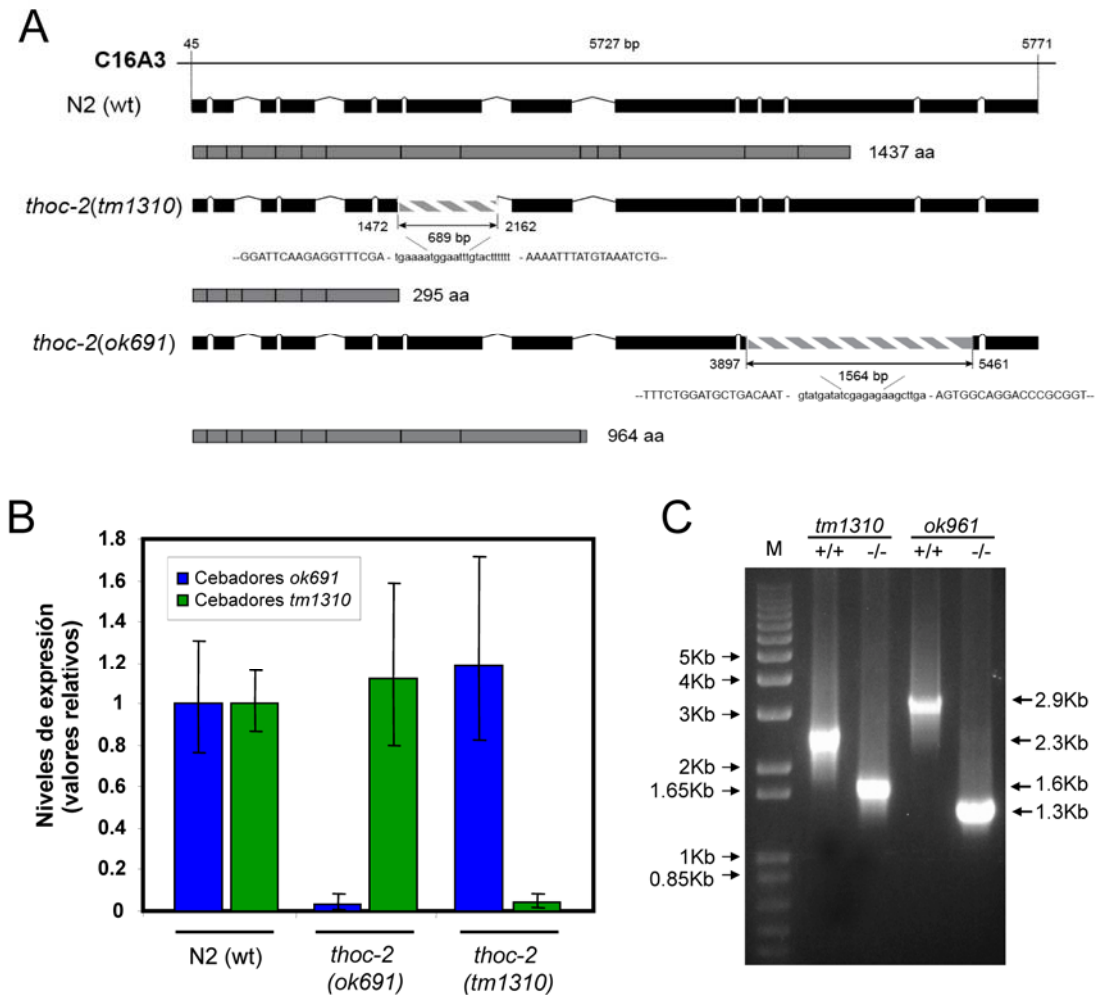 A
45 5727 bp 5771
C16A3
N2 (wt)
1437 aa
thoc-2(tm1310)
1472 2162
689 bp
--GGATTCAAGAGGTTTCGA - tgaaaatggaatttgtactttttt - AAAATTTATGTAAATCTG--
295 aa
thoc-2(ok691)
3897 5461
1564 bp
--TTTCTGGATGCTGACAAT - gtatgatatcgagagaagcttga - AGTGGCAGGACCCGCGGT--
964 aa
B
Niveles de expresión
(valores relativos)
1.8
1.6
1.4
1.2
1
0.8
0.6
0.4
0.2
0
Cebadores ok691
Cebadores tm1310
N2 (wt)
thoc-2
(ok691)
thoc-2
(tm1310)
C
tm1310 ok961
M +/+ -/- +/+ -/-
5Kb
4Kb
3Kb
2Kb
1.65Kb
1Kb
0.85Kb
2.9Kb
2.3Kb
1.6Kb
1.3Kb